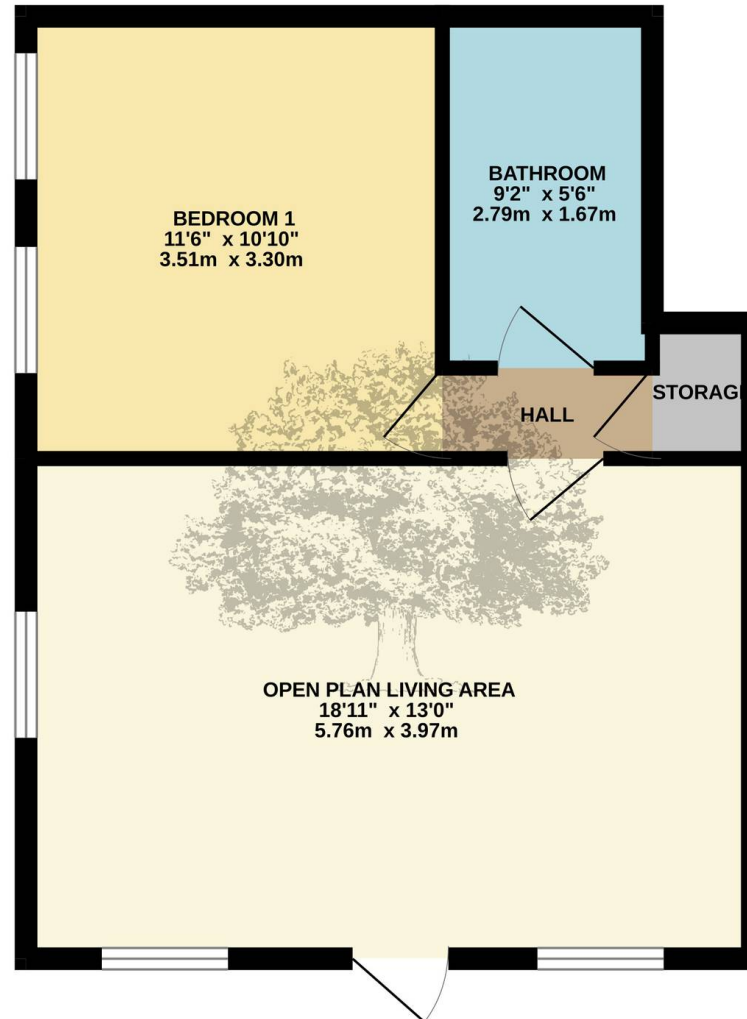 BATHROOM
9'2" x 5'6"
2.79m x 1.67m
BEDROOM 1
11'6" x 10'10"
3.51m x 3.30m
STORAG
HALL
OPEN PLAN LIVING AREA
18'11" x 13'0"
5.76m x 3.97m